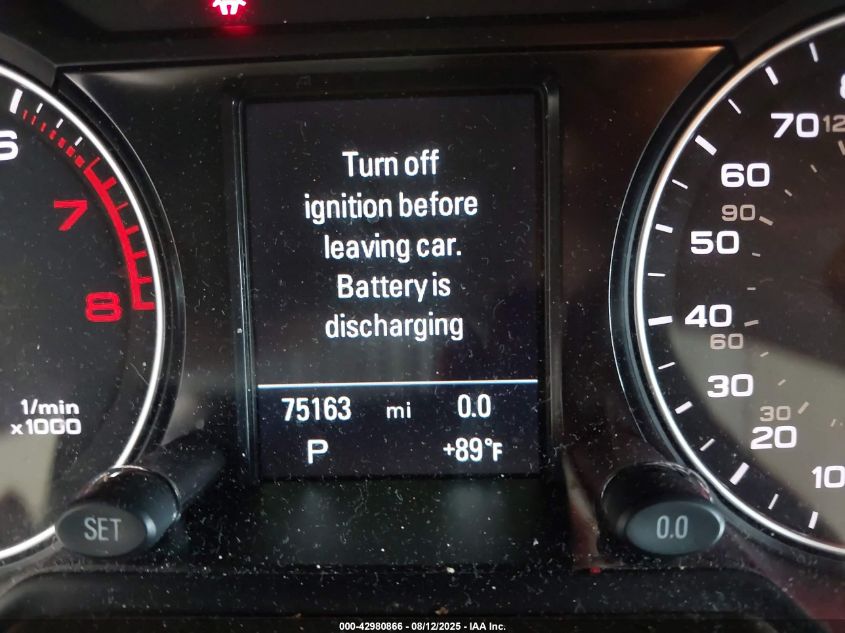 Turn off
ignition before
leaving car.
Battery is
discharging
75163 mi 0.0
P +89°F
6
7
8
1/min
x1000
SET
70
60
90
50
40
60
30
30
20
10
0.0
000-42980866 - 08/12/2025 - IAA Inc.